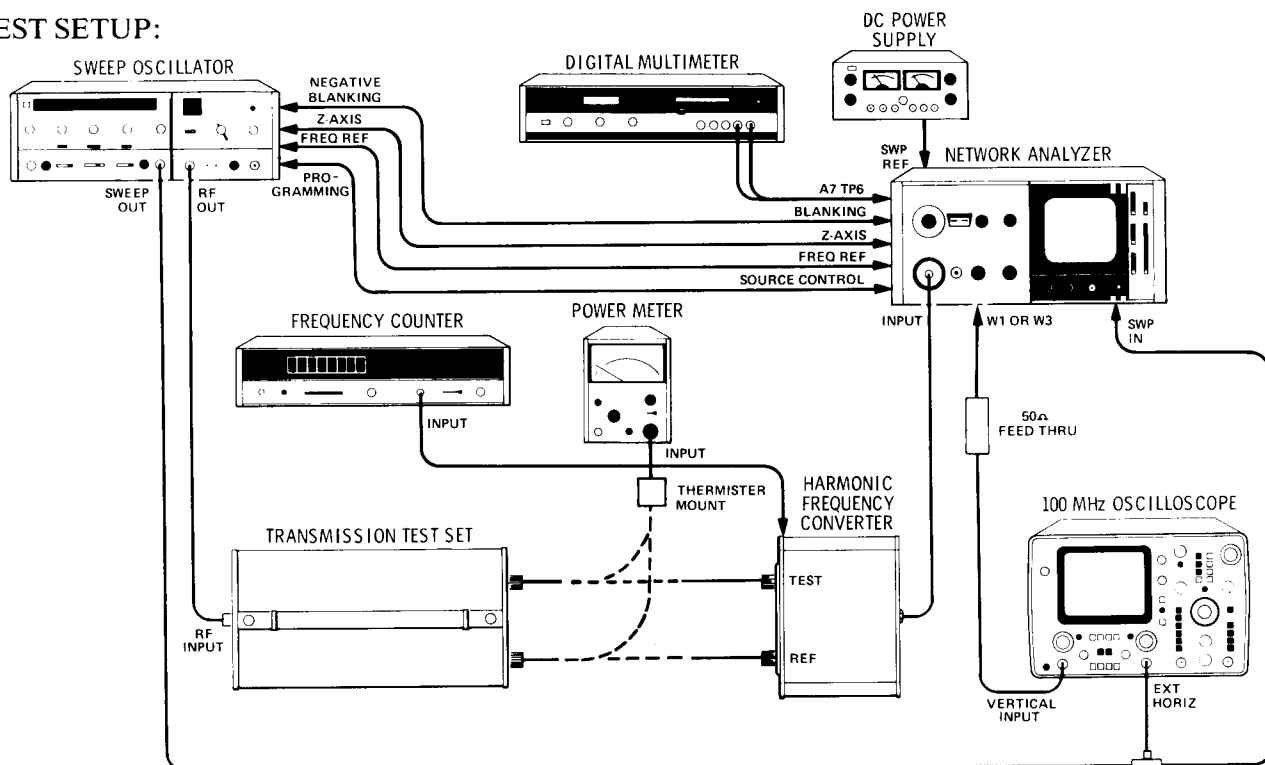 EST SETUP:
SWEEP OSCILLATOR
NEGATIVE
BLANKING
Z-AXIS
FREQ REF
PRO-
GRAMMING
SWEEP
OUT
RF
OUT
DIGITAL MULTIMETER
DC POWER
SUPPLY
SWP
REF
NETWORK ANALYZER
A7 TP6
BLANKING
Z-AXIS
FREQ REF
SOURCE CONTROL
INPUT
W1 OR W3
SWP
IN
FREQUENCY COUNTER
INPUT
POWER METER
INPUT
THERMISTER
MOUNT
50Ω
FEED THRU
HARMONIC
FREQUENCY
CONVERTER
TEST
REF
TRANSMISSION TEST SET
RF
INPUT
100 MHz OSCILLOSCOPE
VERTICAL
INPUT
EXT
HORIZ